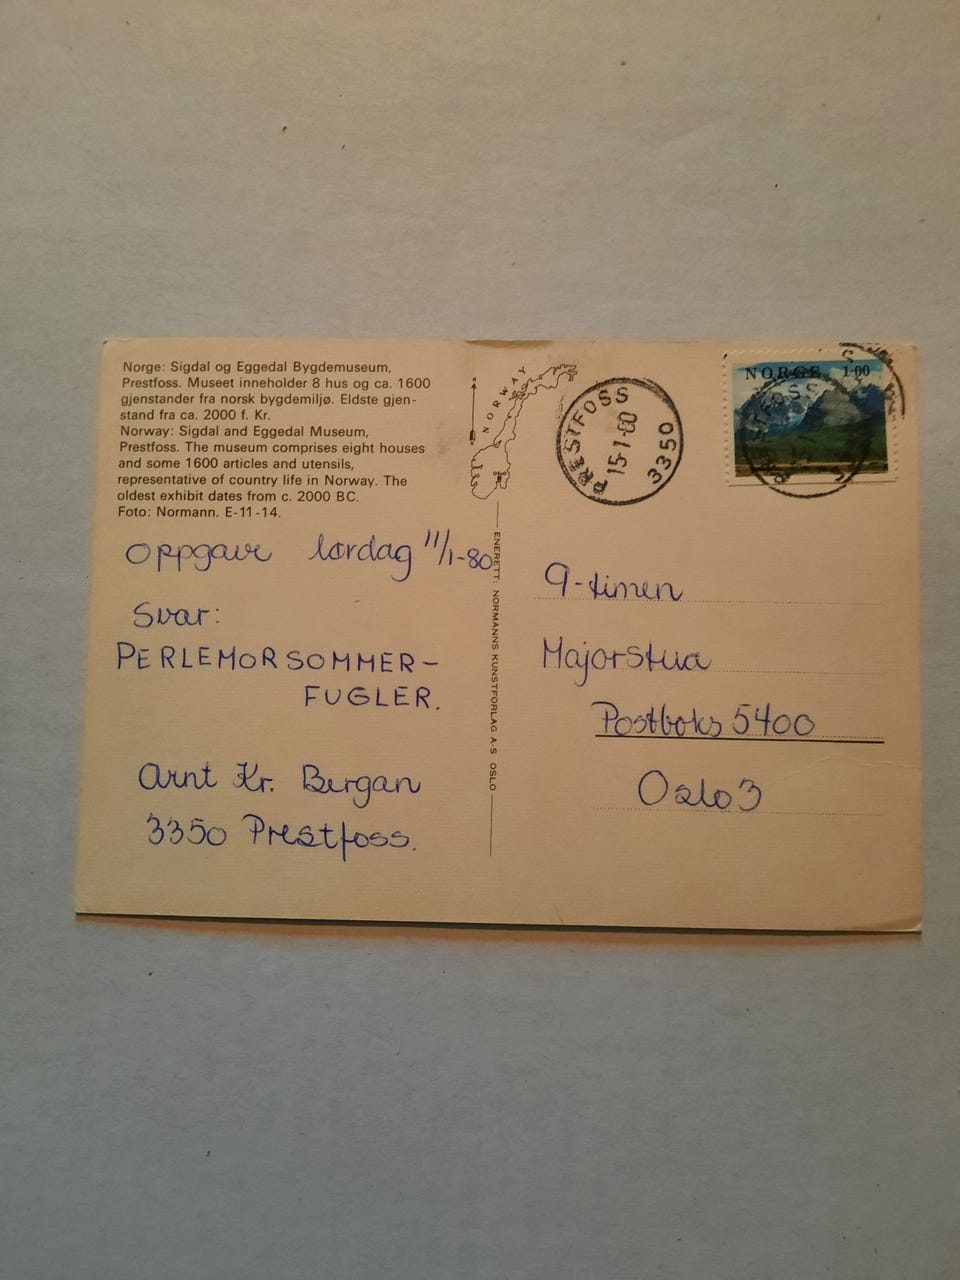 Norge: Sigdal og Eggedal Bygdemuseum,
Prestfoss. Museet inneholder 8 hus og ca. 1600
gjenstander fra norsk bygdemiljø. Eldste gjen-
stand fra ca. 2000 f. Kr.
Norway: Sigdal and Eggedal Museum,
Prestfoss. The museum comprises eight houses
and some 1600 articles and utensils,
representative of country life in Norway. The
oldest exhibit dates from c. 2000 BC.
Foto: Normann. E-11-14.
Oppgave lørdag 11/1-80
Svar:
PERLEMORSOMMER-
FUGLER.
Arnt Kr. Bergan
3350 Prestfoss.
NORWAY
ENERETT: NORMANNS KUNSTFORLAG A-S OSLO
PRESTFOSS
15-1-80
3350
NORGE 1·00
9-timen
Majorstua
Postboks 5400
Oslo 3